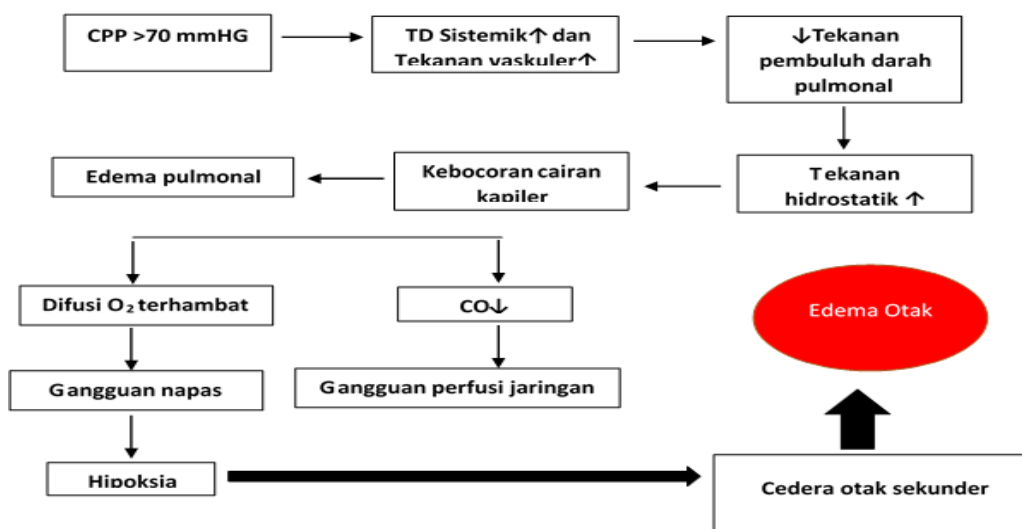 CPP >70 mmHG
TD Sistemik↑ dan
Tekanan vaskuler↑
↓Tekanan
pembuluh darah
pulmonal
Edema pulmonal
Kebocoran cairan
kapiler
Tekanan
hidrostatik ↑
Difusi O₂ terhambat
CO↓
Edema Otak
Gangguan napas
Gangguan perfusi jaringan
Hipoksia
Cedera otak sekunder